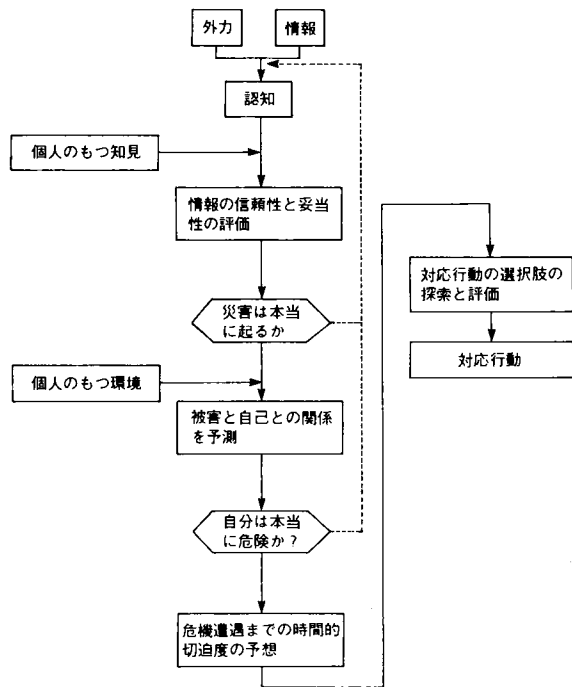 外力
情報
認知
個人のもつ知見
情報の信頼性と妥当
性の評価
災害は本当
に起るか
個人のもつ環境
被害と自己との関係
を予測
自分は本当
に危険か？
危機遭遇までの時間的
切迫度の予想
対応行動の選択肢の
探索と評価
対応行動